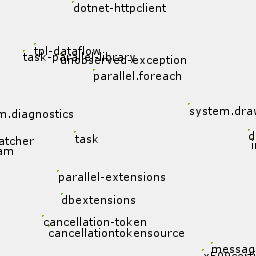 dotnet-httpclient
tpl-dataflow
task-parallel-library
unobserved-exception
parallel.foreach
system.dra
m.diagnostics
task
atcher
am
parallel-extensions
dbextensions
cancellation-token
cancellationtokensource
messag